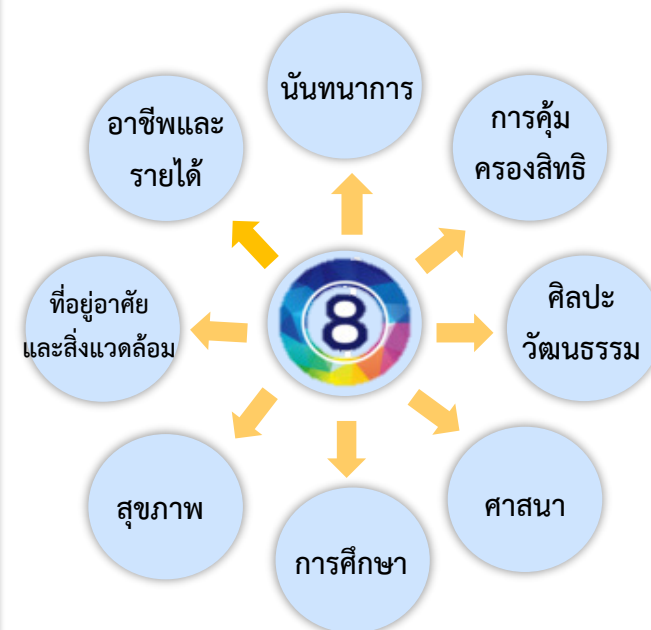 นันทนาการ
อาชีพและ
รายได้
การคุ้ม
ครองสิทธิ
ที่อยู่อาศัย
และสิ่งแวดล้อม
8
ศิลปะ
วัฒนธรรม
สุขภาพ
ศาสนา
การศึกษา